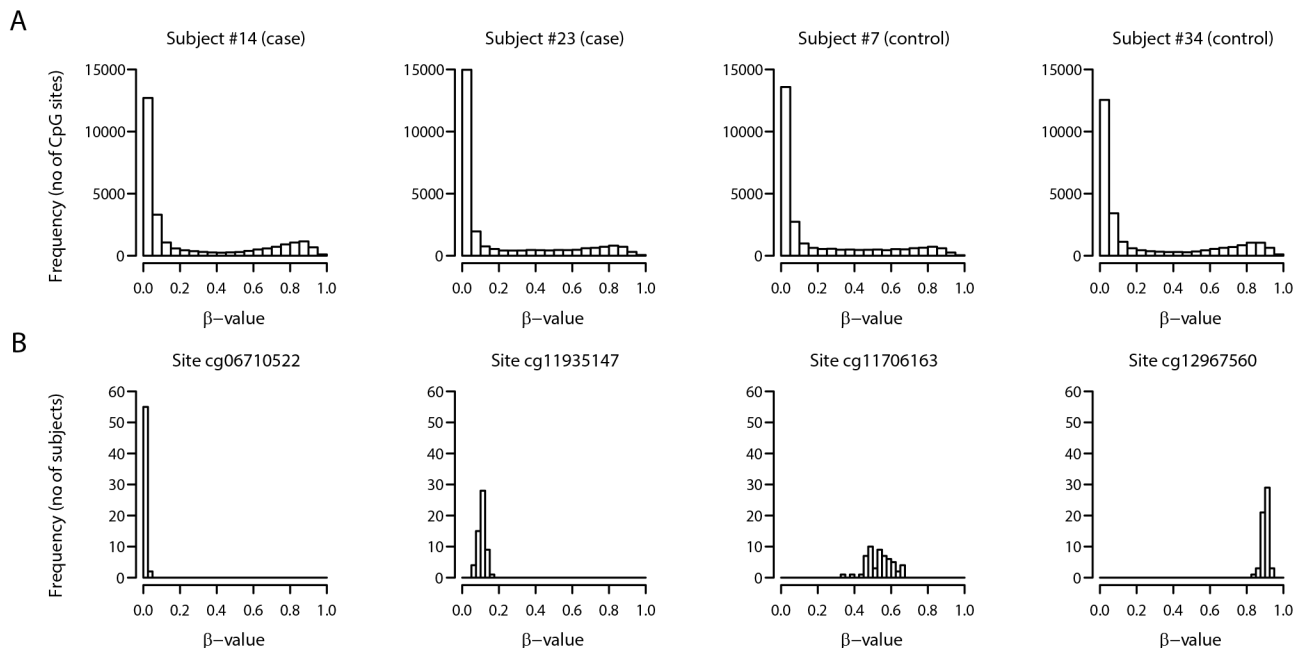 A
Subject #14 (case)
Subject #23 (case)
Subject #7 (control)
Subject #34 (control)
Frequency (no of CpG sites)
15000
10000
5000
0
0.0 0.2 0.4 0.6 0.8 1.0
β−value
15000
10000
5000
0
0.0 0.2 0.4 0.6 0.8 1.0
β−value
15000
10000
5000
0
0.0 0.2 0.4 0.6 0.8 1.0
β−value
15000
10000
5000
0
0.0 0.2 0.4 0.6 0.8 1.0
β−value
B
Site cg06710522
Site cg11935147
Site cg11706163
Site cg12967560
Frequency (no of subjects)
60
50
40
30
20
10
0
0.0 0.2 0.4 0.6 0.8 1.0
β−value
60
50
40
30
20
10
0
0.0 0.2 0.4 0.6 0.8 1.0
β−value
60
50
40
30
20
10
0
0.0 0.2 0.4 0.6 0.8 1.0
β−value
60
50
40
30
20
10
0
0.0 0.2 0.4 0.6 0.8 1.0
β−value